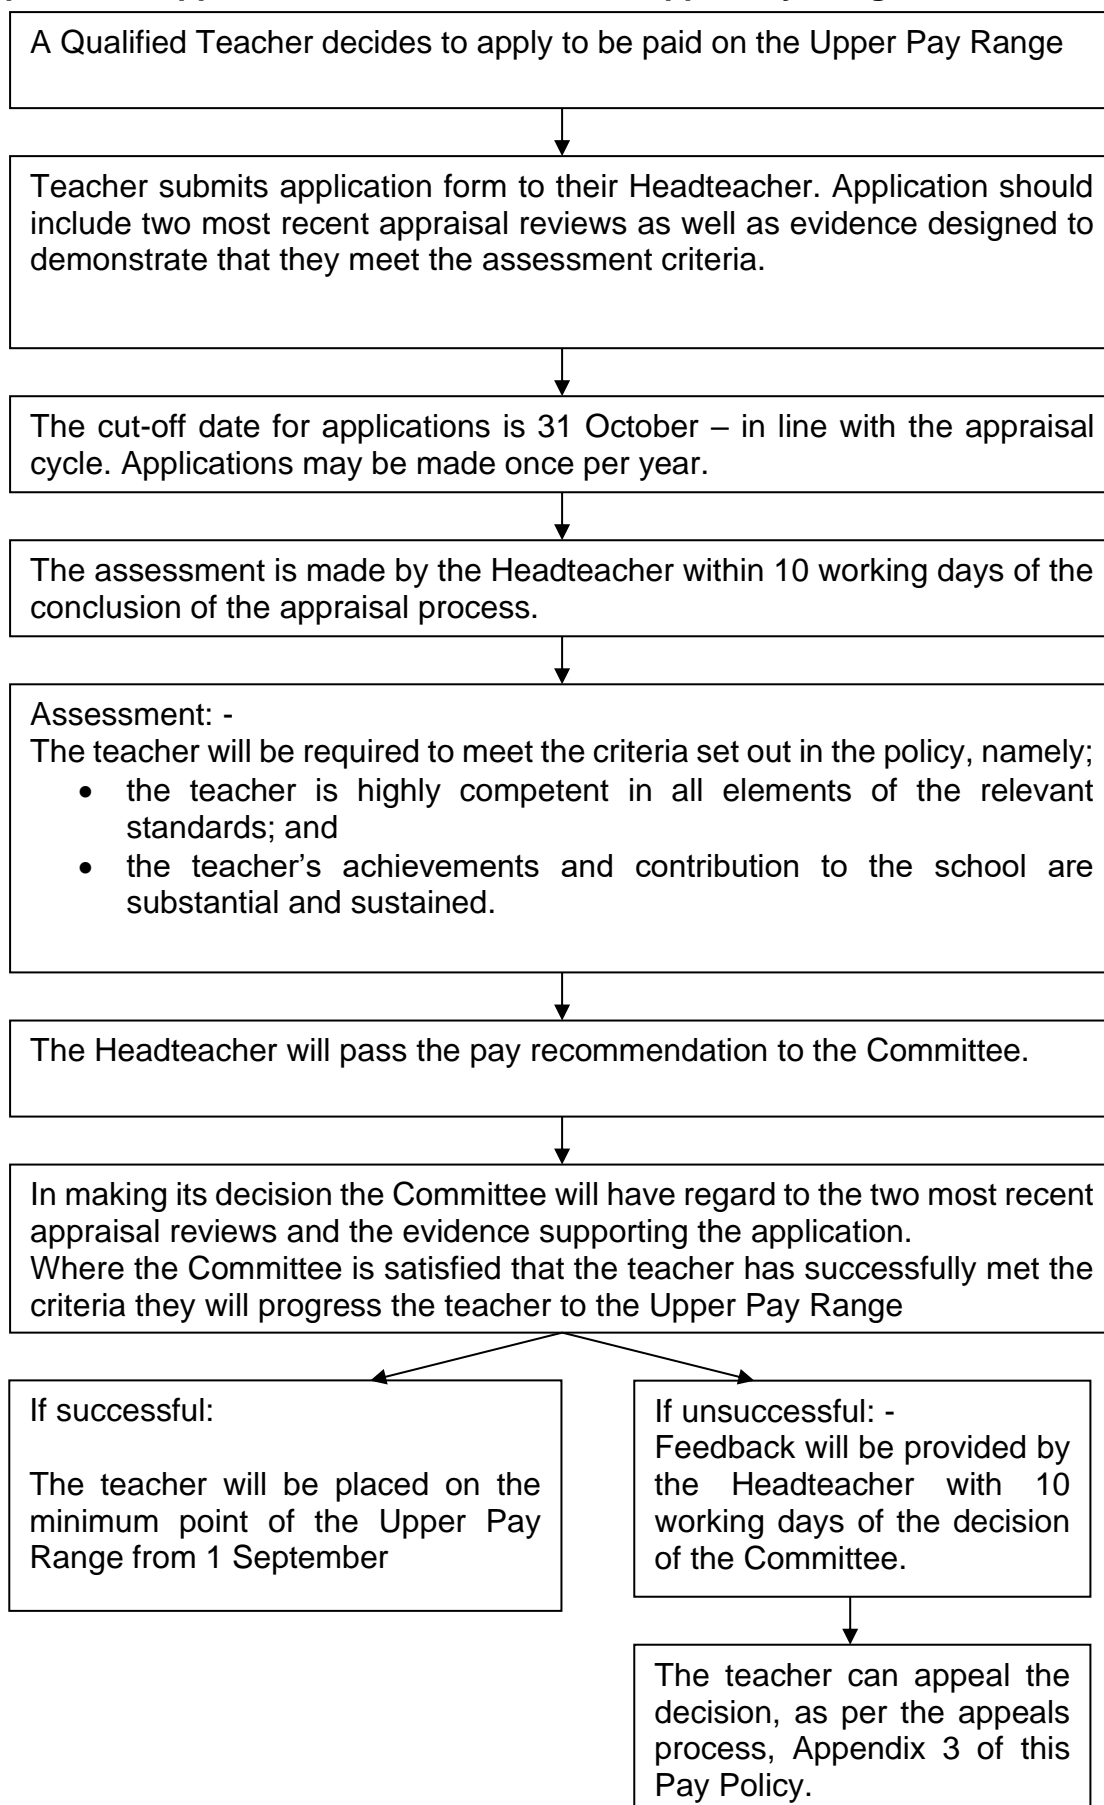 A Qualified Teacher decides to apply to be paid on the Upper Pay Range
Teacher submits application form to their Headteacher. Application should
include two most recent appraisal reviews as well as evidence designed to
demonstrate that they meet the assessment criteria.
The cut-off date for applications is 31 October – in line with the appraisal
cycle. Applications may be made once per year.
The assessment is made by the Headteacher within 10 working days of the
conclusion of the appraisal process.
Assessment: -
The teacher will be required to meet the criteria set out in the policy, namely;
• the teacher is highly competent in all elements of the relevant
standards; and
• the teacher’s achievements and contribution to the school are
substantial and sustained.
The Headteacher will pass the pay recommendation to the Committee.
In making its decision the Committee will have regard to the two most recent
appraisal reviews and the evidence supporting the application.
Where the Committee is satisfied that the teacher has successfully met the
criteria they will progress the teacher to the Upper Pay Range
If successful:
The teacher will be placed on the
minimum point of the Upper Pay
Range from 1 September
If unsuccessful: -
Feedback will be provided by
the Headteacher with 10
working days of the decision
of the Committee.
The teacher can appeal the
decision, as per the appeals
process, Appendix 3 of this
Pay Policy.